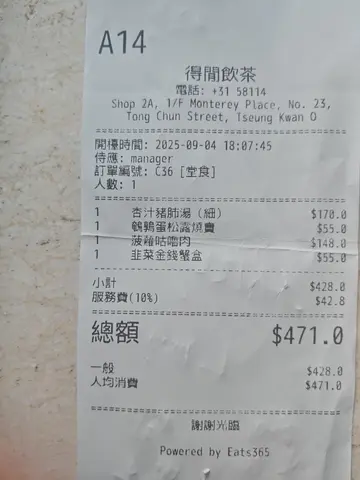 A14
得閒飲茶
電話: +31 58114
Shop 2A, 1/F Monterey Place, No. 23,
Tong Chun Street, Tseung Kwan O
開檯時間: 2025-09-04 18:07:45
侍應: manager
訂單編號: C36 [堂食]
人數: 1
1 杏汁豬肺湯（細） $170.0
1 鵪鶉蛋松露燒賣 $55.0
1 菠蘿咕嚕肉 $148.0
1 韭菜金錢蟹盒 $55.0
小計 $428.0
服務費(10%) $42.8
總額 $471.0
一般 $428.0
人均消費 $471.0
謝謝光臨
Powered by Eats365